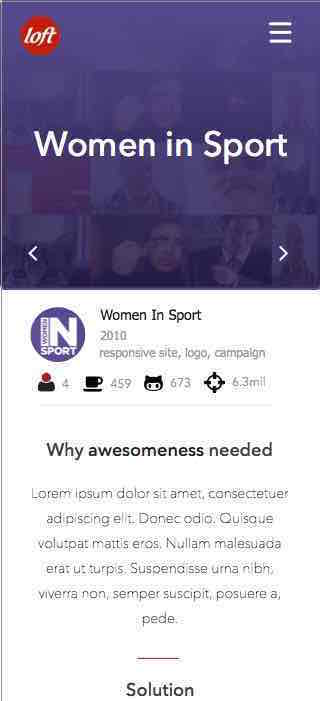 loft
Women in Sport
WOMEN
IN
SPORT
Women In Sport
2010
responsive site, logo, campaign
4 459 673 6.3mil
Why awesomeness needed
Lorem ipsum dolor sit amet, consectetuer
adipiscing elit. Donec odio. Quisque
volutpat mattis eros. Nullam malesuada
erat ut turpis. Suspendisse urna nibh,
viverra non, semper suscipit, posuere a,
pede.
Solution